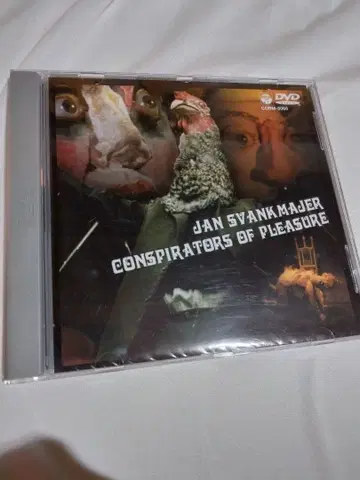 DVD
JAN SVANKMAJER
CONSPIRATORS OF PLEASURE